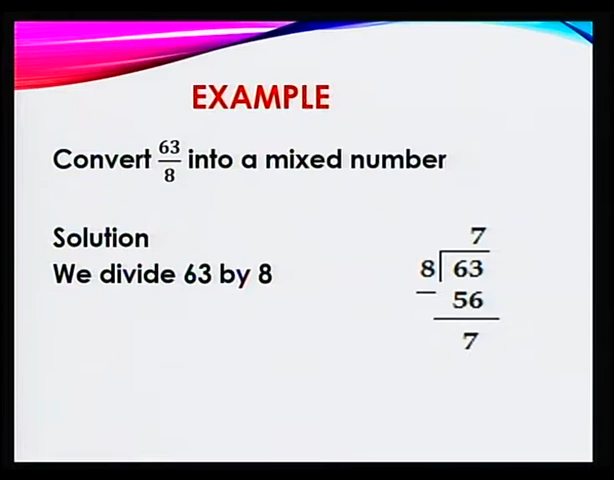 EXAMPLE
Convert 63/8 into a mixed number
Solution
We divide 63 by 8
7
8 63
− 56
7